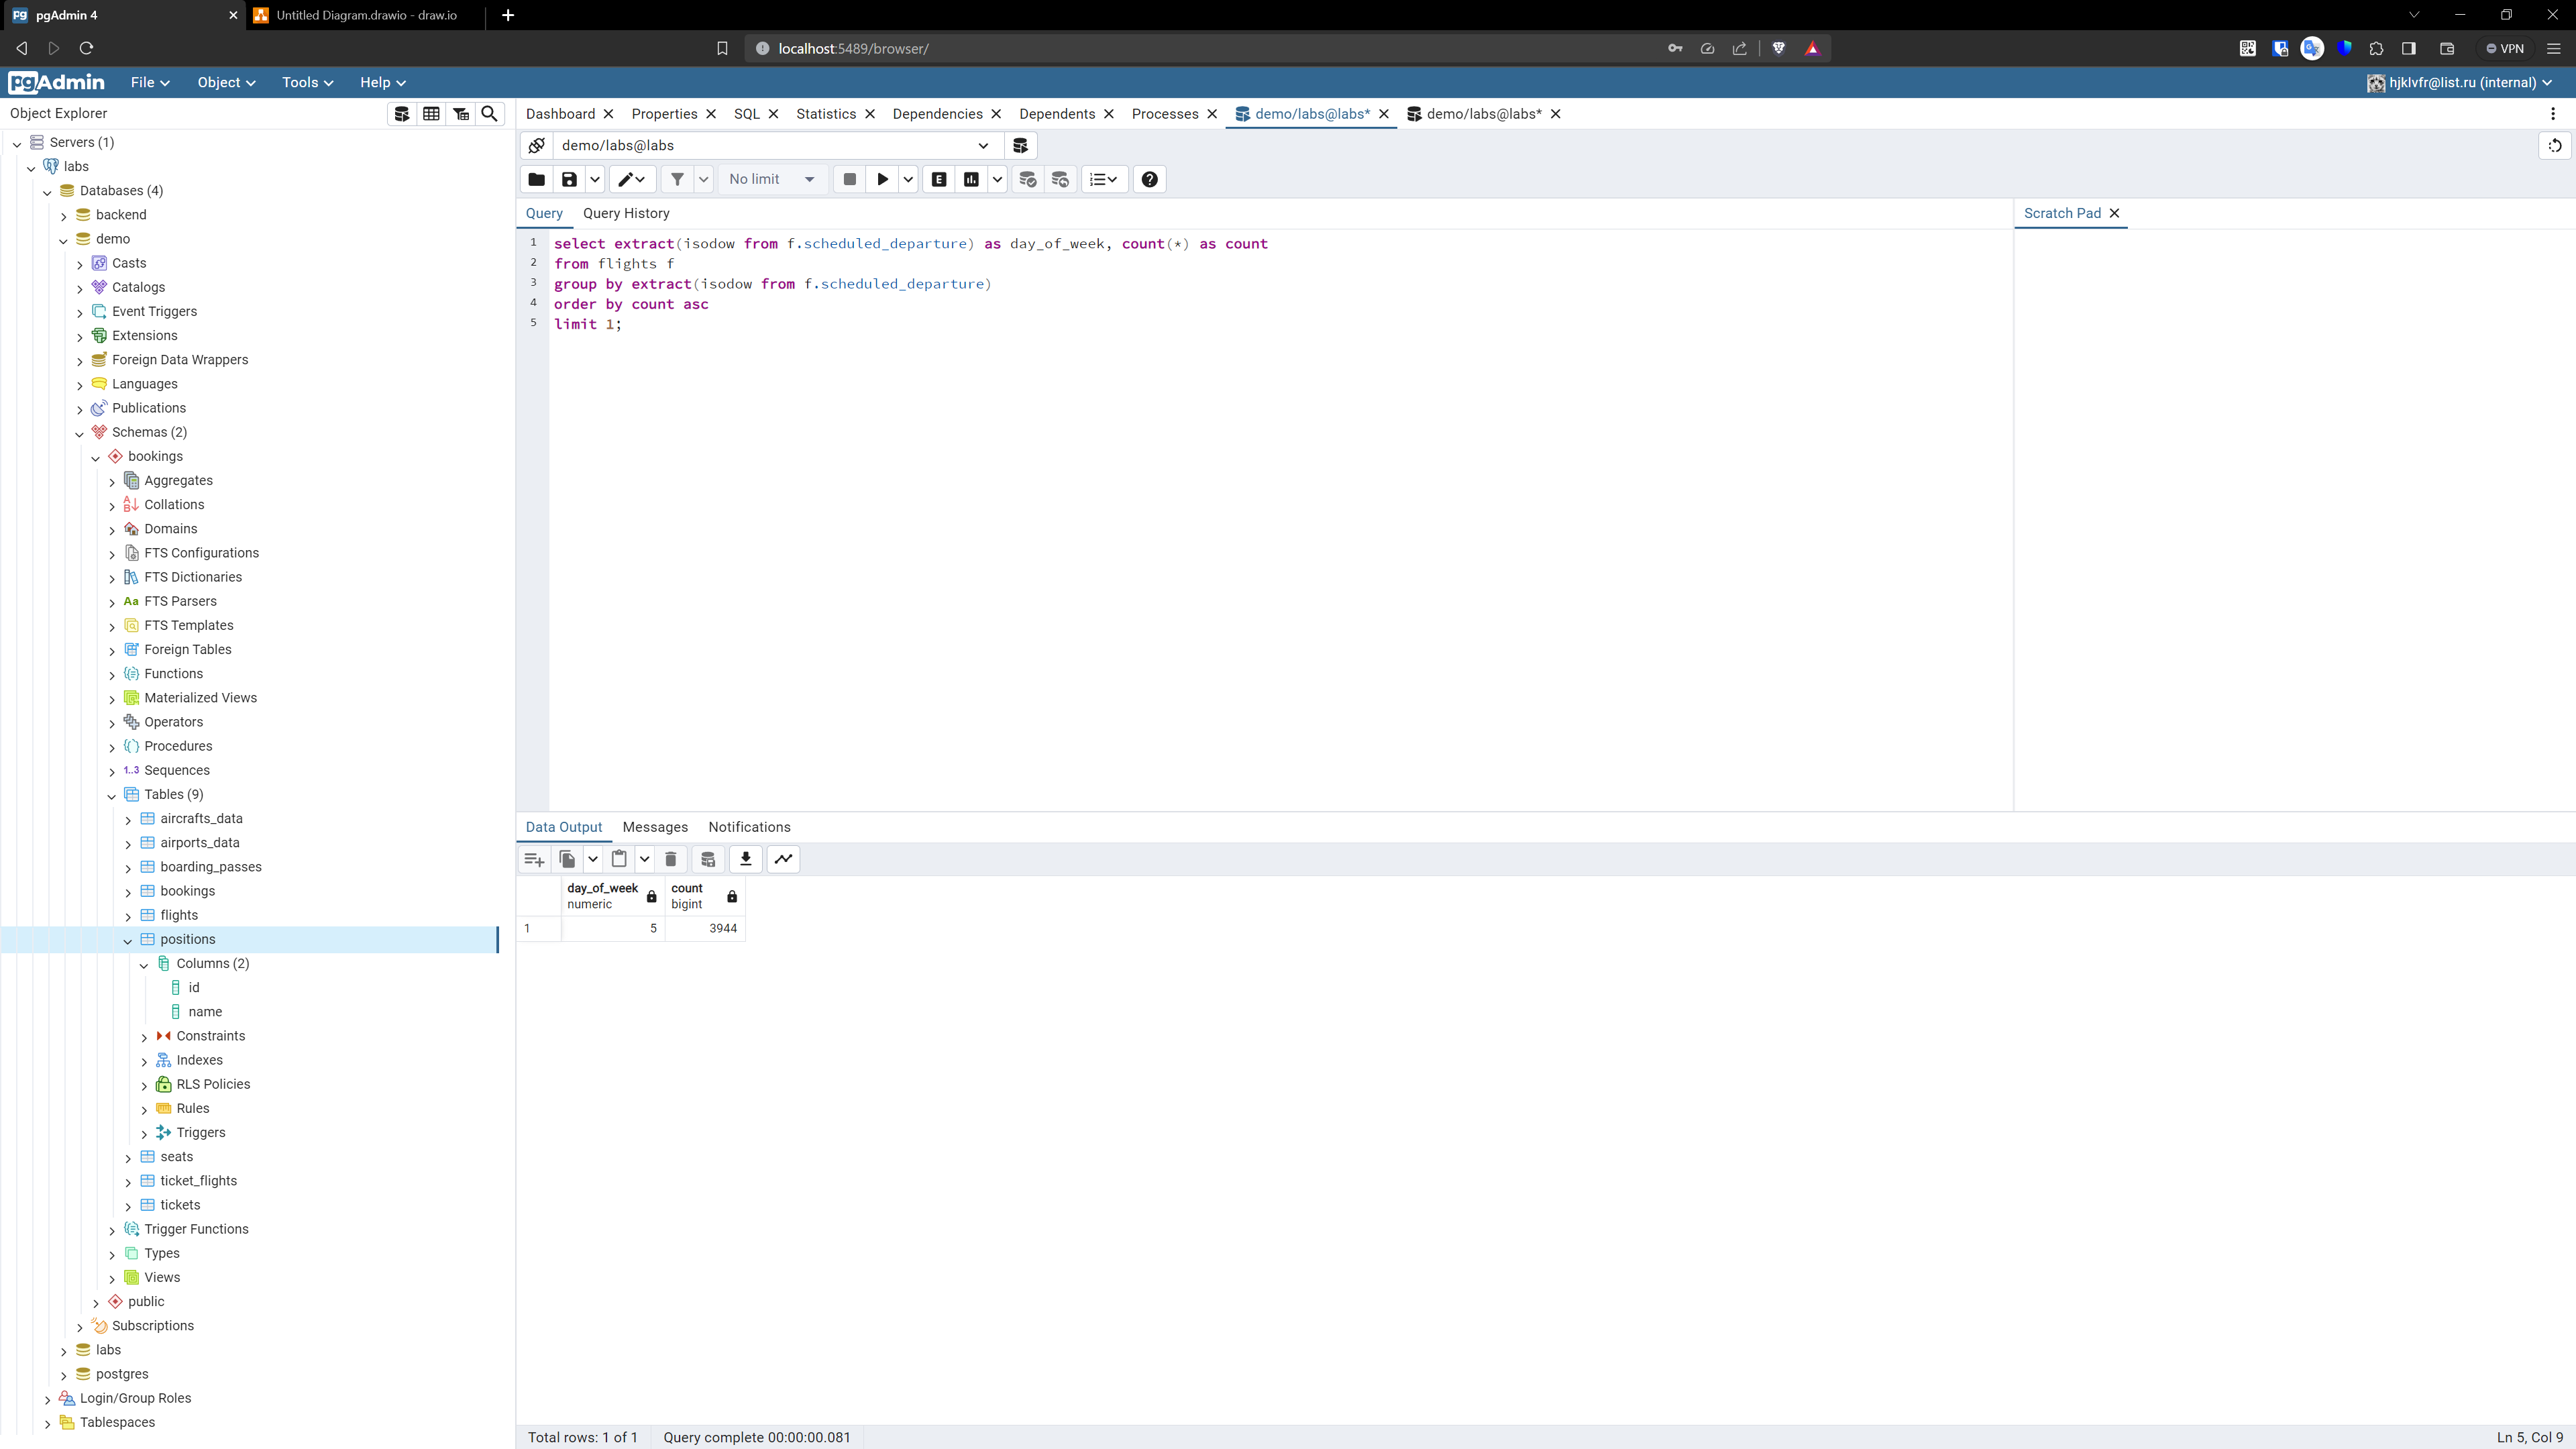 pgAdmin 4
Untitled Diagram.drawio - draw.io
localhost:5489/browser/
VPN
pgAdmin
File
Object
Tools
Help
hjklvfr@list.ru (internal)
Object Explorer
Dashboard
Properties
SQL
Statistics
Dependencies
Dependents
Processes
demo/labs@labs*
demo/labs@labs*
Servers (1)
labs
Databases (4)
backend
demo
Casts
Catalogs
Event Triggers
Extensions
Foreign Data Wrappers
Languages
Publications
Schemas (2)
bookings
Aggregates
Collations
Domains
FTS Configurations
FTS Dictionaries
Aa FTS Parsers
FTS Templates
Foreign Tables
Functions
Materialized Views
Operators
Procedures
1..3 Sequences
Tables (9)
aircrafts_data
airports_data
boarding_passes
bookings
flights
positions
Columns (2)
id
name
Constraints
Indexes
RLS Policies
Rules
Triggers
seats
ticket_flights
tickets
Trigger Functions
Types
Views
public
Subscriptions
labs
postgres
Login/Group Roles
Tablespaces
demo/labs@labs
No limit
E
Query
Query History
Scratch Pad
1 select extract(isodow from f.scheduled_departure) as day_of_week, count(*) as count
2 from flights f
3 group by extract(isodow from f.scheduled_departure)
4 order by count asc
5 limit 1;
Data Output
Messages
Notifications
day_of_week
numeric
count
bigint
1 5 3944
Total rows: 1 of 1
Query complete 00:00:00.081
Ln 5, Col 9